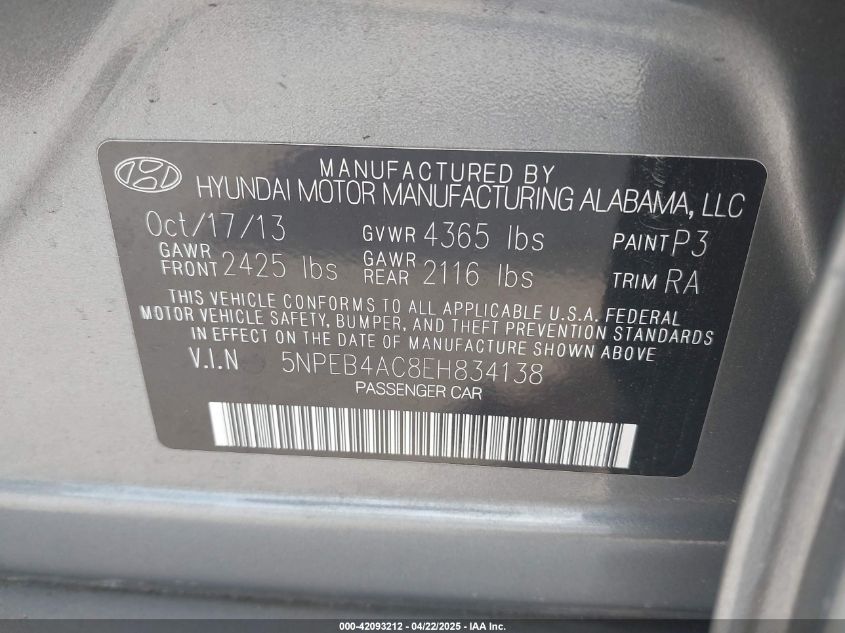 MANUFACTURED BY
HYUNDAI MOTOR MANUFACTURING ALABAMA, LLC
Oct/17/13 GVWR 4365 lbs PAINT P3
GAWR FRONT 2425 lbs GAWR REAR 2116 lbs TRIM RA
THIS VEHICLE CONFORMS TO ALL APPLICABLE U.S.A. FEDERAL
MOTOR VEHICLE SAFETY, BUMPER, AND THEFT PREVENTION STANDARDS
IN EFFECT ON THE DATE OF MANUFACTURE SHOWN ABOVE
V.I.N 5NPEB4AC8EH834138
PASSENGER CAR
000-42093212 - 04/22/2025 - IAA Inc.